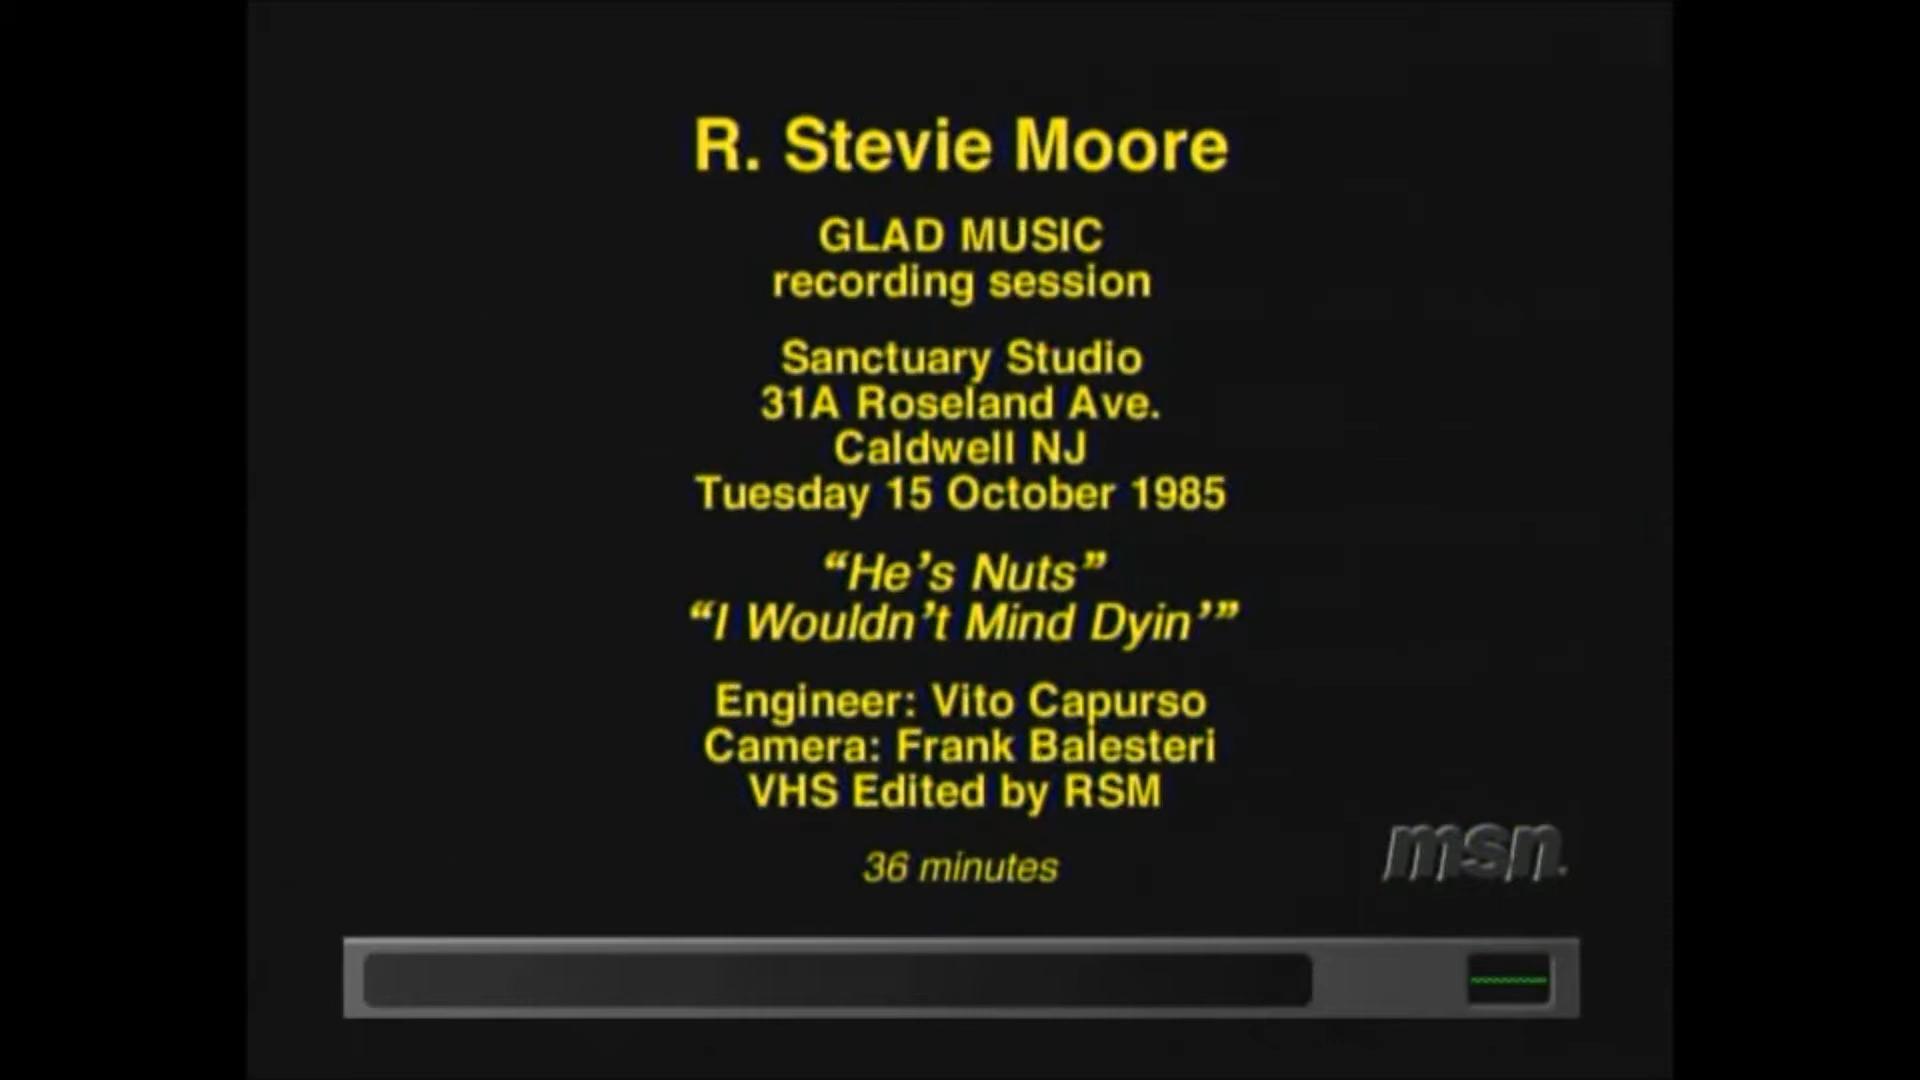 R. Stevie Moore
GLAD MUSIC
recording session
Sanctuary Studio
31A Roseland Ave.
Caldwell NJ
Tuesday 15 October 1985
“He’s Nuts”
“I Wouldn’t Mind Dyin’”
Engineer: Vito Capurso
Camera: Frank Balesteri
VHS Edited by RSM
36 minutes
msn.